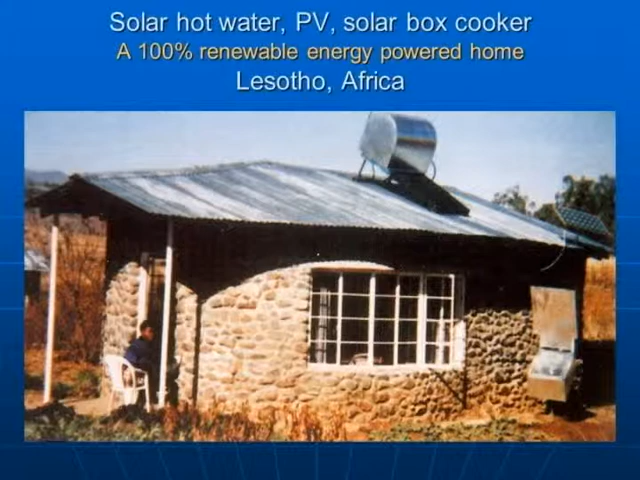 Solar hot water, PV, solar box cooker
A 100% renewable energy powered home
Lesotho, Africa